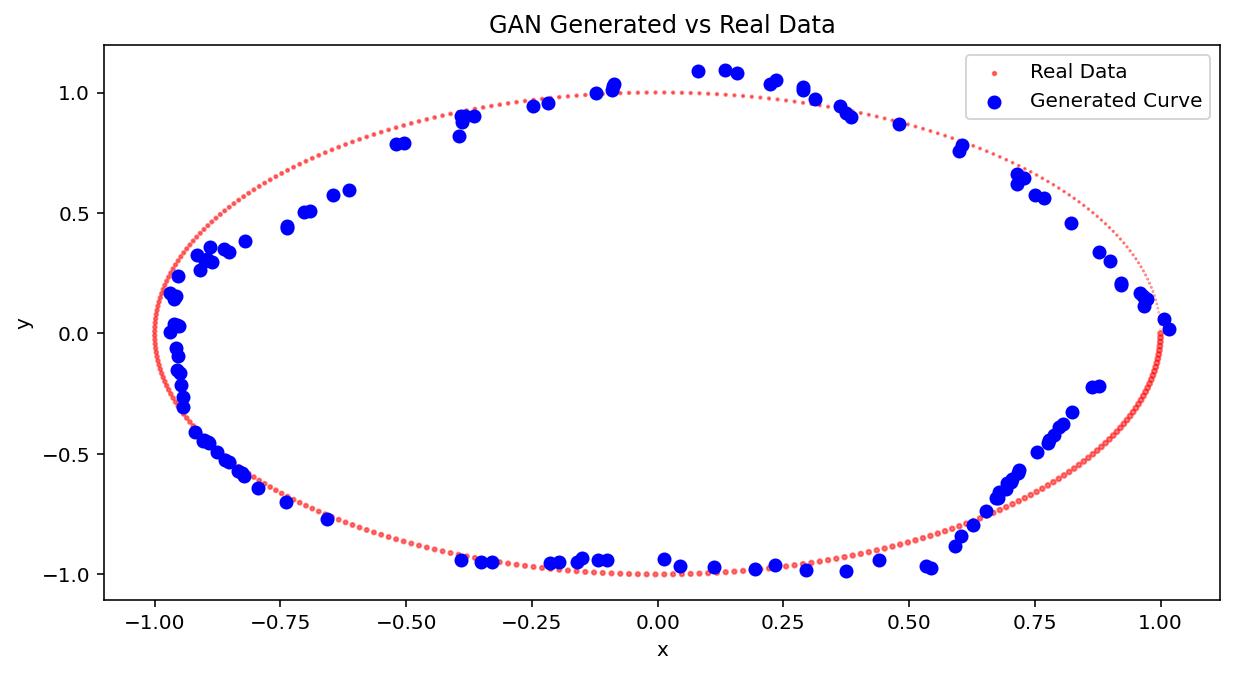 GAN Generated vs Real Data
Real Data
Generated Curve
y
1.0
0.5
0.0
−0.5
−1.0
−1.00 −0.75 −0.50 −0.25 0.00 0.25 0.50 0.75 1.00
x